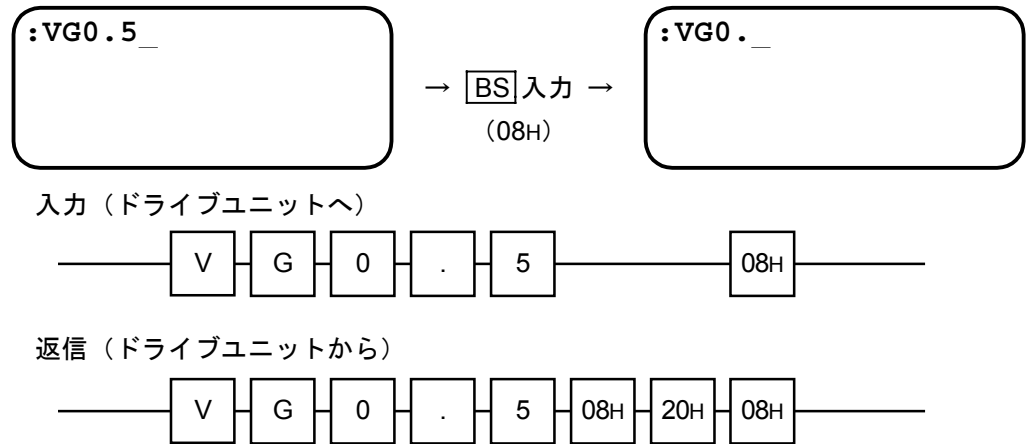 :VG0.5_
:VG0._
→ BS入力 →
（08H）
入力（ドライブユニットへ）
V G 0 . 5 08H
返信（ドライブユニットから）
V G 0 . 5 08H 20H 08H